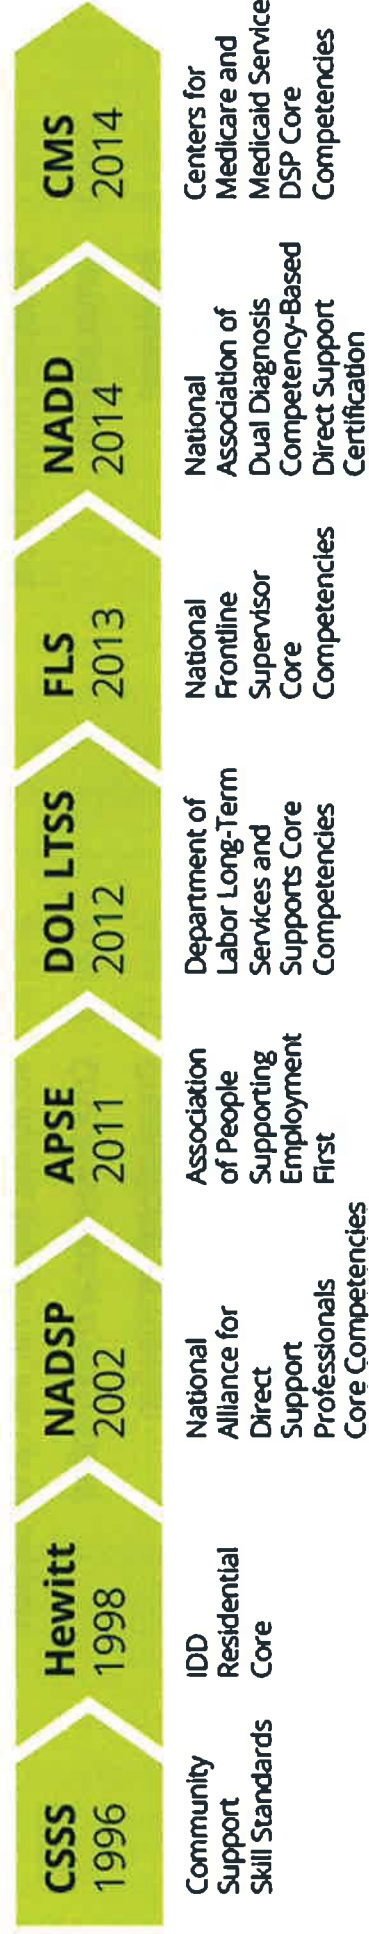 CSSS
1996
Community
Support
Skill Standards
Hewitt
1998
IDD
Residential
Core
NADSP
2002
National
Alliance for
Direct
Support
Professionals
Core Competencies
APSE
2011
Association
of People
Supporting
Employment
First
DOL LTSS
2012
Department of
Labor Long-Term
Services and
Supports Core
Competencies
FLS
2013
National
Frontline
Supervisor
Core
Competencies
NADD
2014
National
Association of
Dual Diagnosis
Competency-Based
Direct Support
Certification
CMS
2014
Centers for
Medicare and
Medicaid Service
DSP Core
Competencies